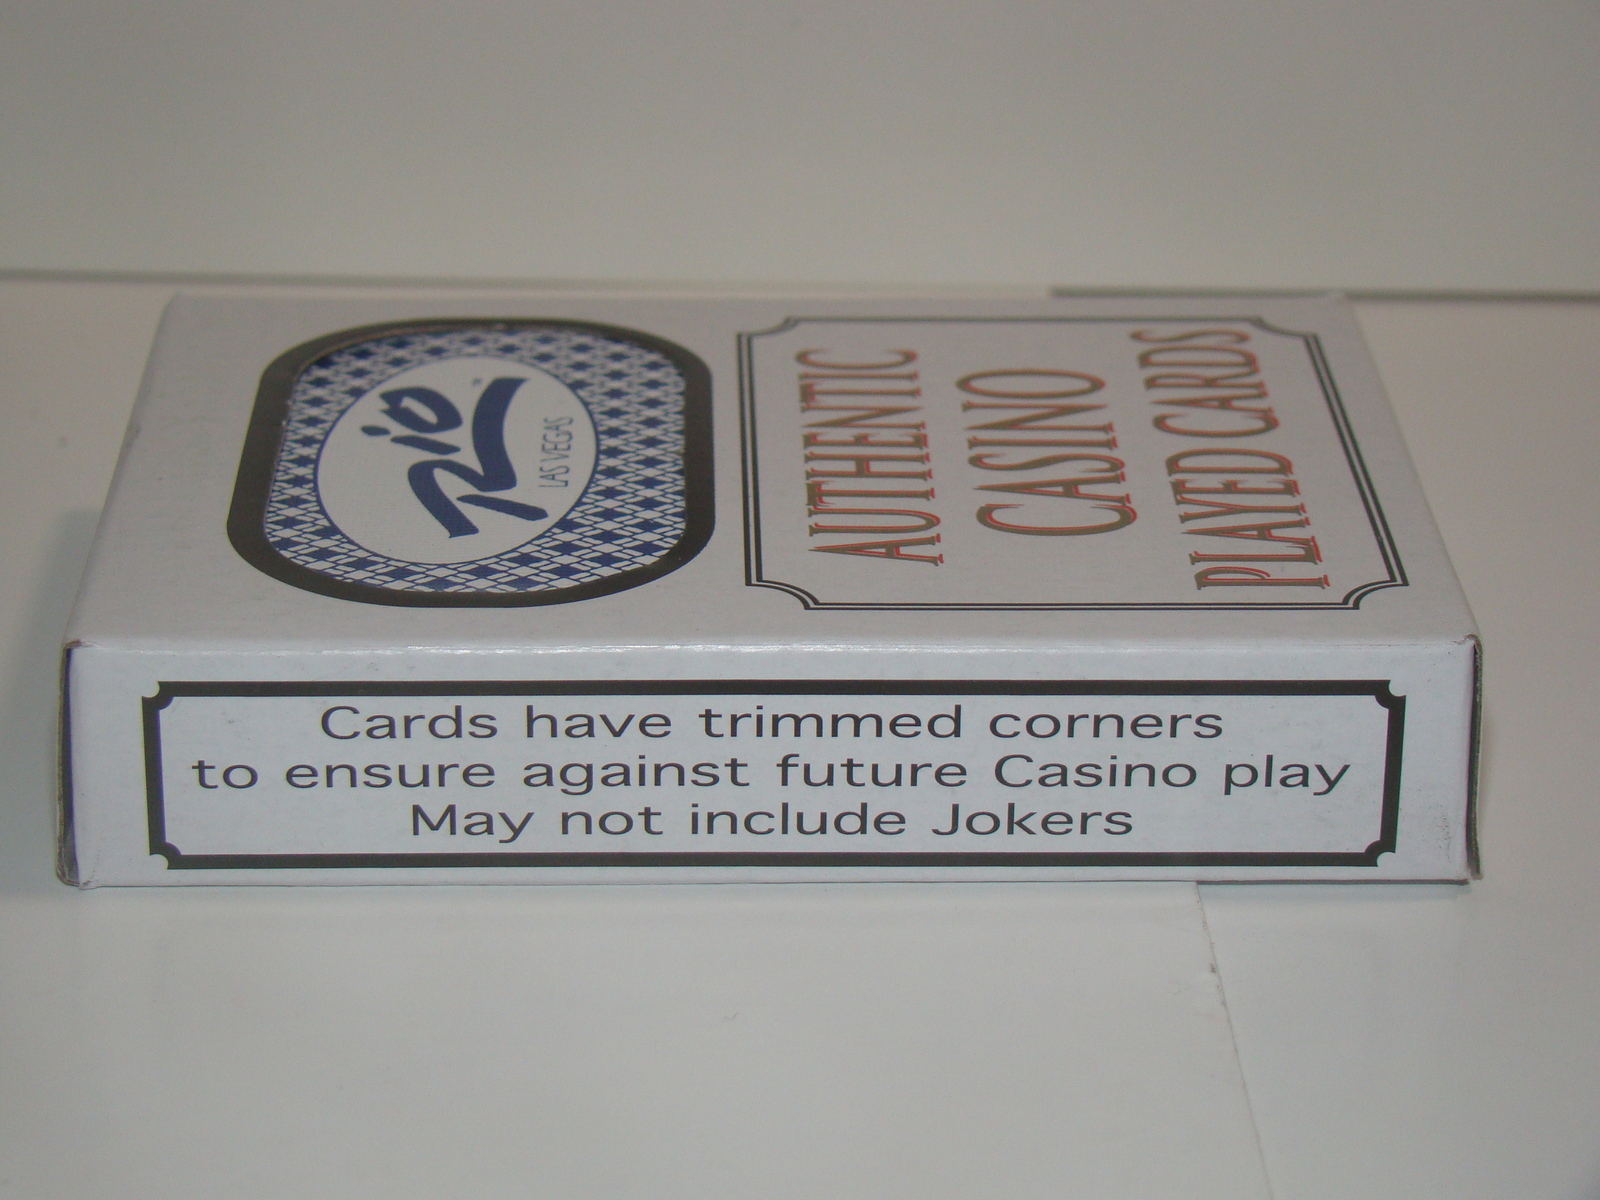 Rio
LAS VEGAS
AUTHENTIC
CASINO
PLAYED CARDS
Cards have trimmed corners
to ensure against future Casino play
May not include Jokers